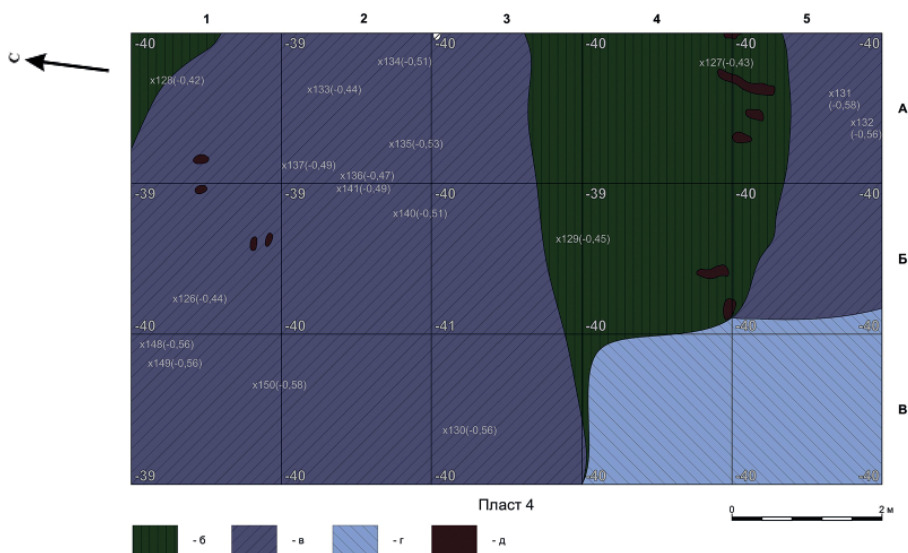 1 2 3 4 5
С
-40 -39 -40 -40 -40 -40
x134(-0,51) x127(-0,43)
x128(-0,42) x133(-0,44) x131
(-0,58)
А
x132
(-0,56)
x135(-0,53)
x137(-0,49)
x136(-0,47)
x141(-0,49)
-39 -40 -39 -40 -40
x140(-0,51)
x129(-0,45)
Б
x126(-0,44)
-40 -40 -41 -40 -40 -40
x148(-0,56)
x149(-0,56)
x150(-0,58)
В
x130(-0,56)
-39 -40 -40 -40 -40 -40
Пласт 4
0 2 м
- б - в - г - д